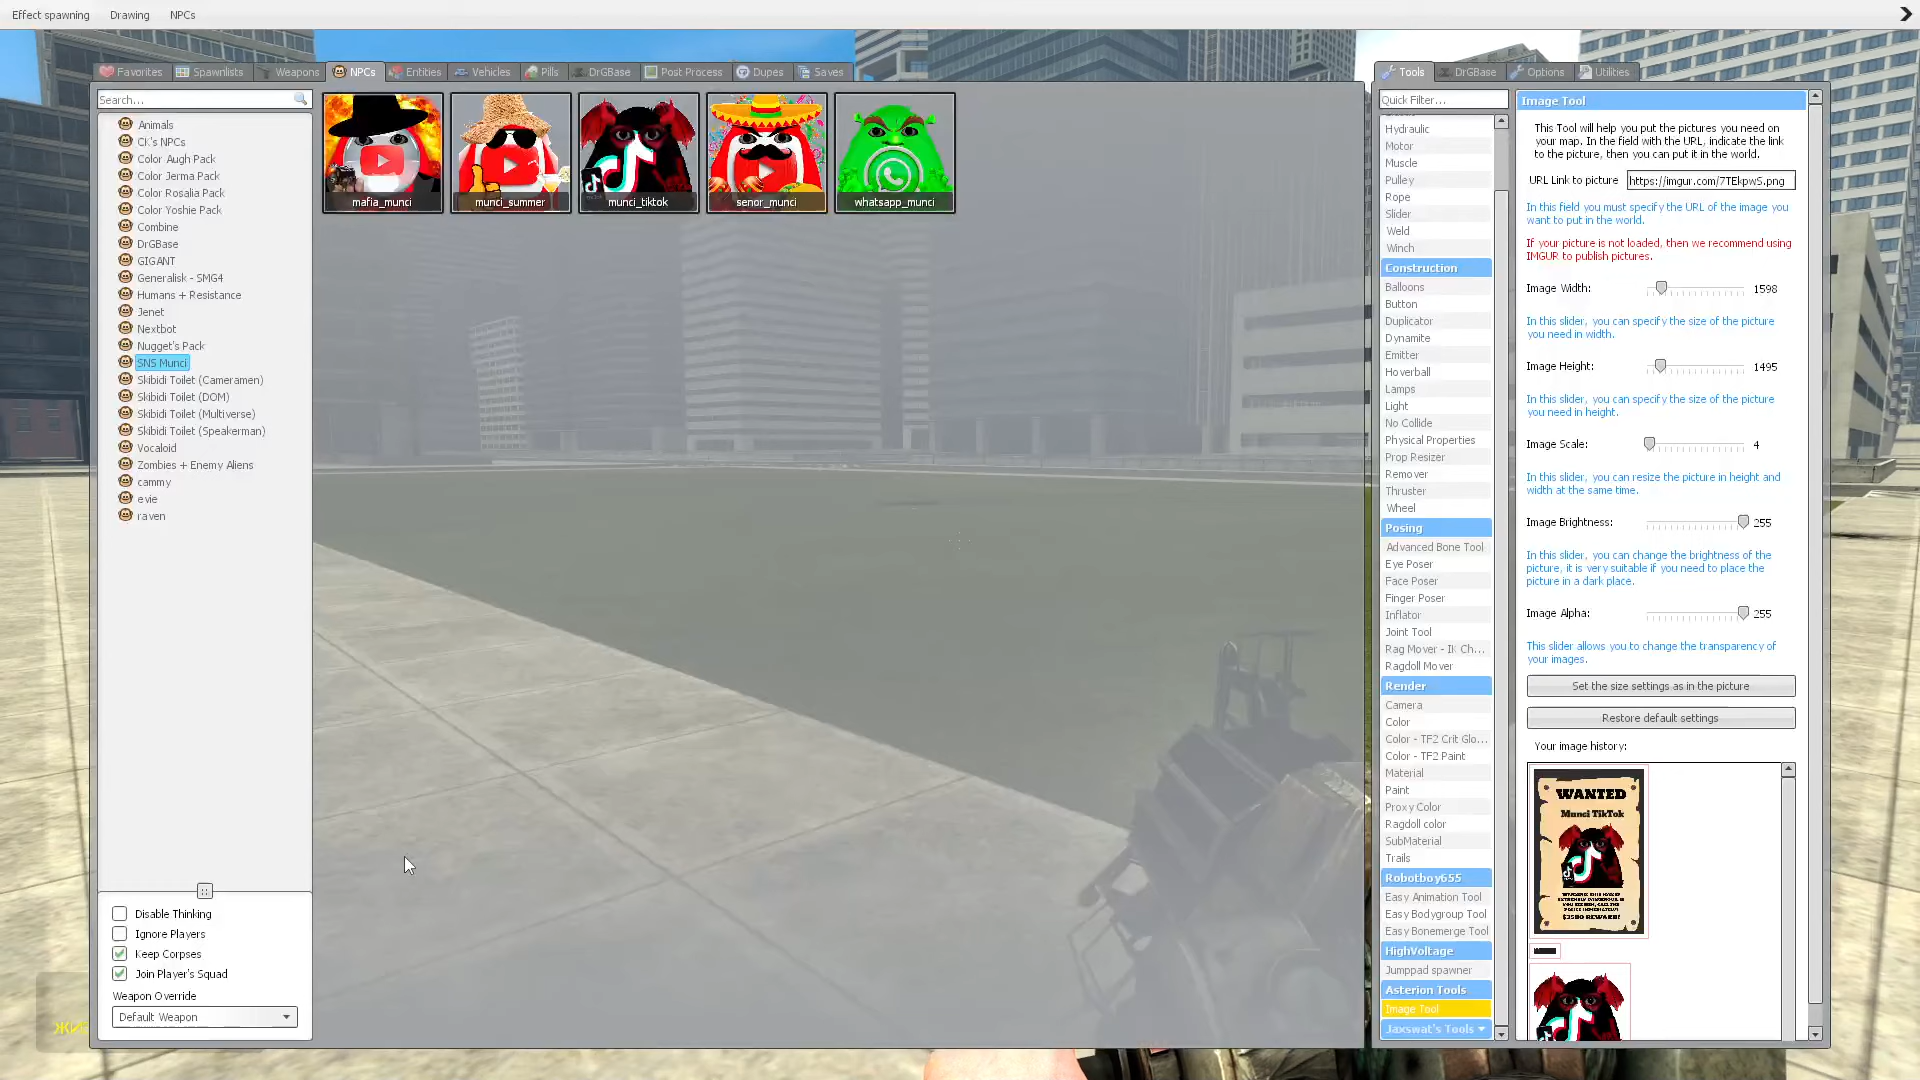 Effect spawning
Drawing
NPCs
Favorites
Spawnlists
Weapons
NPCs
Entities
Vehicles
Pills
DrGBase
Post Process
Dupes
Saves
Search...
Animals
CK's NPCs
Color Augh Pack
Color Jerma Pack
Color Rosalia Pack
Color Yoshie Pack
Combine
DrGBase
GIGANT
Generalisk - SMG4
Humans + Resistance
Jenet
Nextbot
Nugget's Pack
SNS Munci
Skibidi Toilet (Cameramen)
Skibidi Toilet (DOM)
Skibidi Toilet (Multiverse)
Skibidi Toilet (Speakerman)
Vocaloid
Zombies + Enemy Aliens
cammy
evie
raven
Disable Thinking
Ignore Players
Keep Corpses
Join Player's Squad
Weapon Override
Default Weapon
mafia_munci
munci_summer
munci_tiktok
senor_munci
whatsapp_munci
Tools
DrGBase
Options
Utilities
Quick Filter...
Hydraulic
Motor
Muscle
Pulley
Rope
Slider
Weld
Winch
Construction
Balloons
Button
Duplicator
Dynamite
Emitter
Hoverball
Lamps
Light
No Collide
Physical Properties
Prop Resizer
Remover
Thruster
Wheel
Posing
Advanced Bone Tool
Eye Poser
Face Poser
Finger Poser
Inflator
Joint Tool
Rag Mover - Ik Ch...
Ragdoll Mover
Render
Camera
Color
Color - TF2 Crit Glo...
Color - TF2 Paint
Material
Paint
Proxy Color
Ragdoll color
SubMaterial
Trails
Robotboy655
Easy Animation Tool
Easy Bodygroup Tool
Easy Bonemerge Tool
HighVoltage
Jumppad spawner
Asterion Tools
Image Tool
Jaxswat's Tools
Image Tool
This Tool will help you put the pictures you need on
your map. In the field with the URL, indicate the link
to the picture, then you can put it in the world.
URL Link to picture
https://imgur.com/7TEkpwS.png
In this field you must specify the URL of the image you
want to put in the world.
If your picture is not loaded, then we recommend using
IMGUR to publish pictures.
Image Width: 1598
In this slider, you can specify the size of the picture
you need in width.
Image Height: 1495
In this slider, you can specify the size of the picture
you need in height.
Image Scale: 4
In this slider, you can resize the picture in height and
width at the same time.
Image Brightness: 255
In this slider, you can change the brightness of the
picture, it is very suitable if you need to place the
picture in a dark place.
Image Alpha: 255
This slider allows you to change the transparency of
your images.
Set the size settings as in the picture
Restore default settings
Your image history:
WANTED
Munci TikTok
$3500 REWARD!